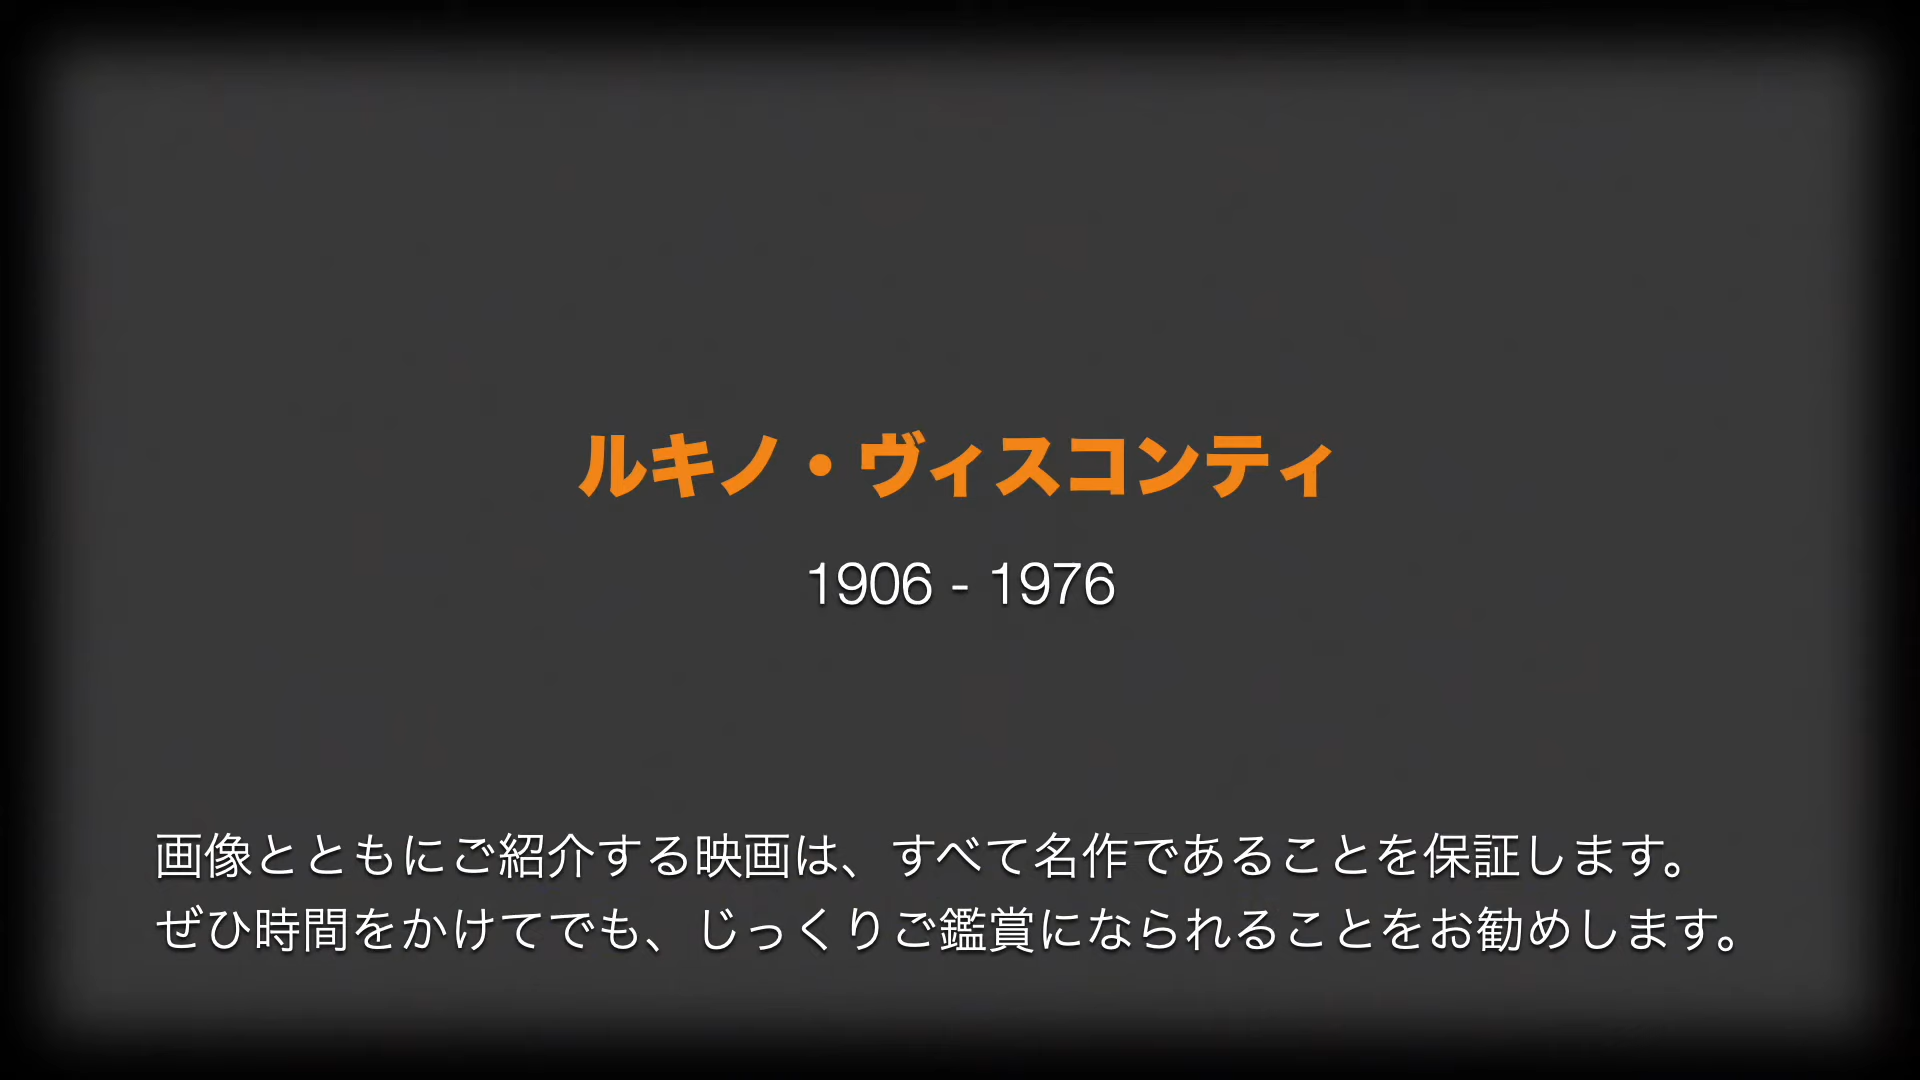 ルキノ・ヴィスコンティ
1906 - 1976
画像とともにご紹介する映画は、すべて名作であることを保証します。
ぜひ時間をかけてでも、じっくりご鑑賞になられることをお勧めします。